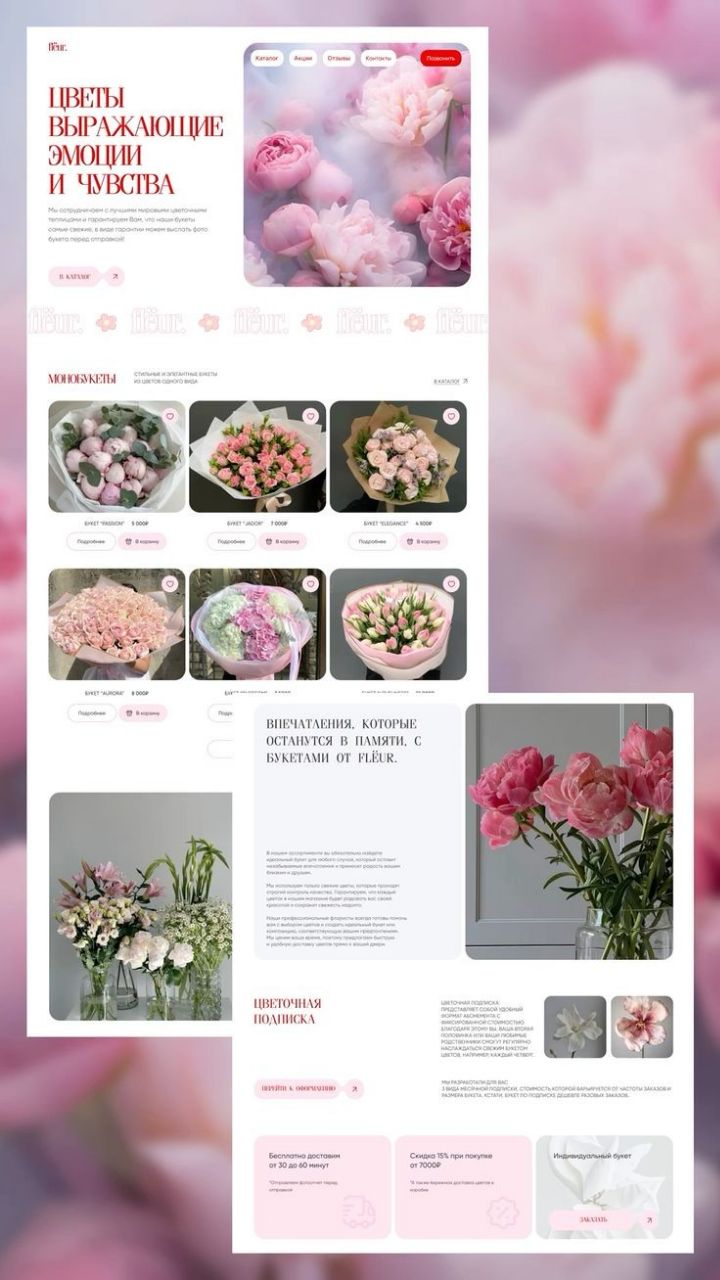 flëur.
Каталог
Акции
Отзывы
Контакты
Позвонить
ЦВЕТЫ
ВЫРАЖАЮЩИЕ
ЭМОЦИИ
И ЧУВСТВА
Мы сотрудничаем с лучшими мировыми цветочными
теплицами и гарантируем Вам, что наши букеты
самые свежие, в виде гарантии можем выслать фото
букета перед отправкой!
В КАТАЛОГ
flëur. flëur. flëur. flëur. flëur.
МОНОБУКЕТЫ
СТИЛЬНЫЕ И ЭЛЕГАНТНЫЕ БУКЕТЫ
ИЗ ЦВЕТОВ ОДНОГО ВИДА
В КАТАЛОГ
БУКЕТ "PASSION" 5 000₽
БУКЕТ "JADOR" 7 000₽
БУКЕТ "ELEGANCE" 4 500₽
Подробнее
В корзину
Подробнее
В корзину
Подробнее
В корзину
БУКЕТ "AURORA" 8 000₽
Подробнее
В корзину
ВПЕЧАТЛЕНИЯ, КОТОРЫЕ
ОСТАНУТСЯ В ПАМЯТИ, С
БУКЕТАМИ ОТ FLЁUR.
В нашем ассортименте вы обязательно найдете
идеальный букет для любого случая, который оставит
незабываемые впечатления и принесет радость вашим
близким и друзьям.
Мы используем только свежие цветы, которые проходят
строгий контроль качества. Гарантируем, что каждый
цветок в нашем магазине будет радовать вас своей
красотой и сохранит свежесть надолго.
Наши профессиональные флористы всегда готовы помочь
вам с выбором цветов и создать идеальный букет или
композицию, соответствующую вашим предпочтениям.
Мы ценим ваше время, поэтому предлагаем быструю
и удобную доставку цветов прямо к вашей двери.
ЦВЕТОЧНАЯ
ПОДПИСКА
ЦВЕТОЧНАЯ ПОДПИСКА
ПРЕДСТАВЛЯЕТ СОБОЙ УДОБНЫЙ
ФОРМАТ АБОНЕМЕНТА С
ФИКСИРОВАННОЙ СТОИМОСТЬЮ
БЛАГОДАРЯ ЭТОМУ ВЫ, ВАША ВТОРАЯ
ПОЛОВИНКА ИЛИ ВАШИ ЛЮБИМЫЕ
РОДСТВЕННИКИ СМОГУТ РЕГУЛЯРНО
НАСЛАЖДАТЬСЯ СВЕЖИМ БУКЕТОМ
ЦВЕТОВ, НАПРИМЕР, КАЖДЫЙ ЧЕТВЕРГ.
ПЕРЕЙТИ К ОФОРМЛЕНИЮ
МЫ РАЗРАБОТАЛИ ДЛЯ ВАС
3 ВИДА МЕСЯЧНОЙ ПОДПИСКИ, СТОИМОСТЬ КОТОРОЙ ВАРЬИРУЕТСЯ ОТ ЧАСТОТЫ ЗАКАЗОВ И
РАЗМЕРА БУКЕТА. КСТАТИ, БУКЕТ ПО ПОДПИСКЕ ДЕШЕВЛЕ РАЗОВЫХ ЗАКАЗОВ.
Бесплатно доставим
от 30 до 60 минут
*Отправляем фотоотчет перед
отправкой
Скидка 15% при покупке
от 7000₽
*А также бережная доставка цветов в
коробке
Индивидуальный букет
ЗАКАЗАТЬ